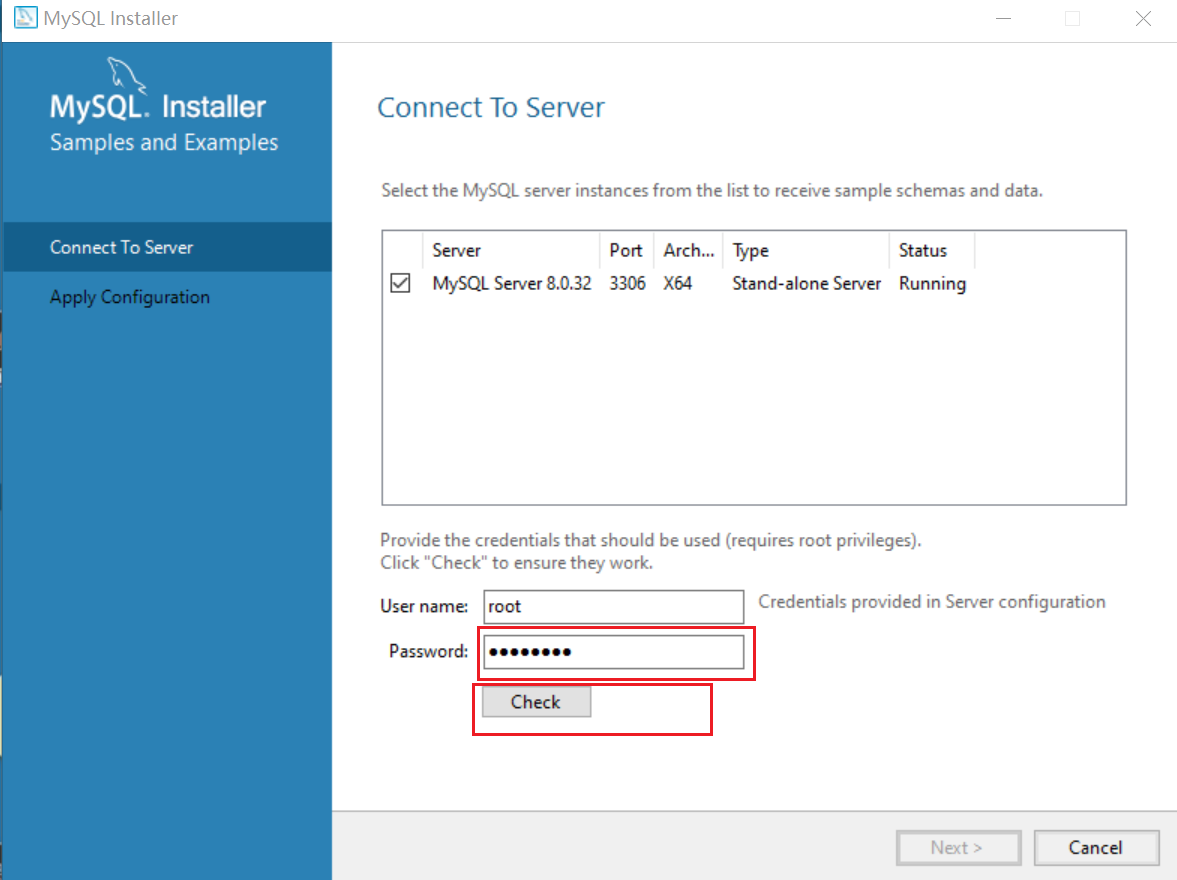 MySQL Installer
MySQL. Installer
Samples and Examples
Connect To Server
Apply Configuration
Connect To Server
Select the MySQL server instances from the list to receive sample schemas and data.
Server Port Arch... Type Status
MySQL Server 8.0.32 3306 X64 Stand-alone Server Running
Provide the credentials that should be used (requires root privileges).
Click "Check" to ensure they work.
User name: root Credentials provided in Server configuration
Password: ●●●●●●●●
Check
Next > Cancel